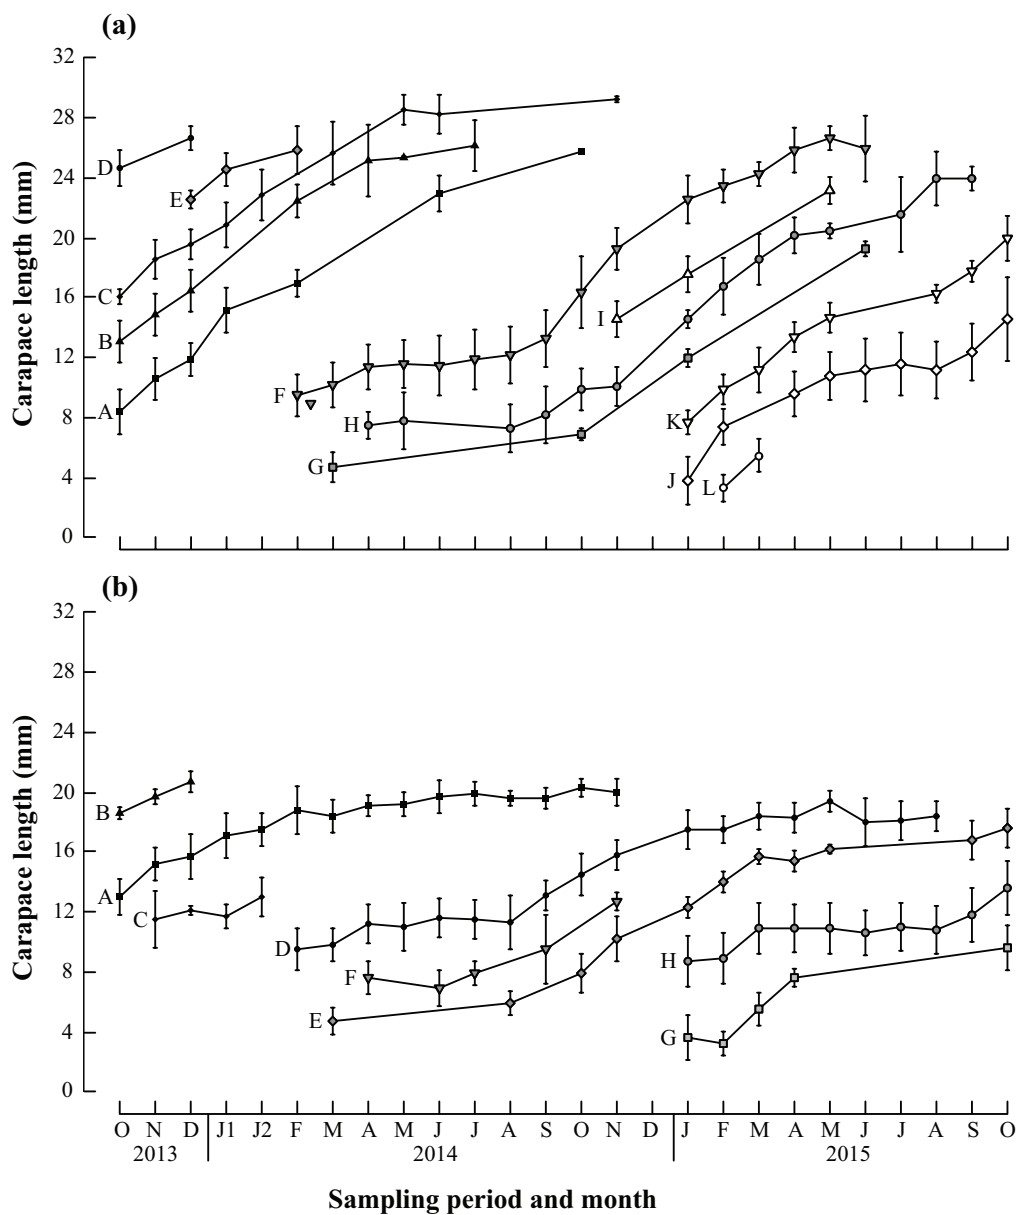 (a)
Carapace length (mm)
32
28
24
20
16
12
8
4
0
D
E
C
B
A
F
H
G
I
K
J
L
(b)
Carapace length (mm)
32
28
24
20
16
12
8
4
0
B
A
C
D
F
E
H
G
O N D J1 J2 F M A M J J A S O N D J F M A M J J A S O
2013 2014 2015
Sampling period and month